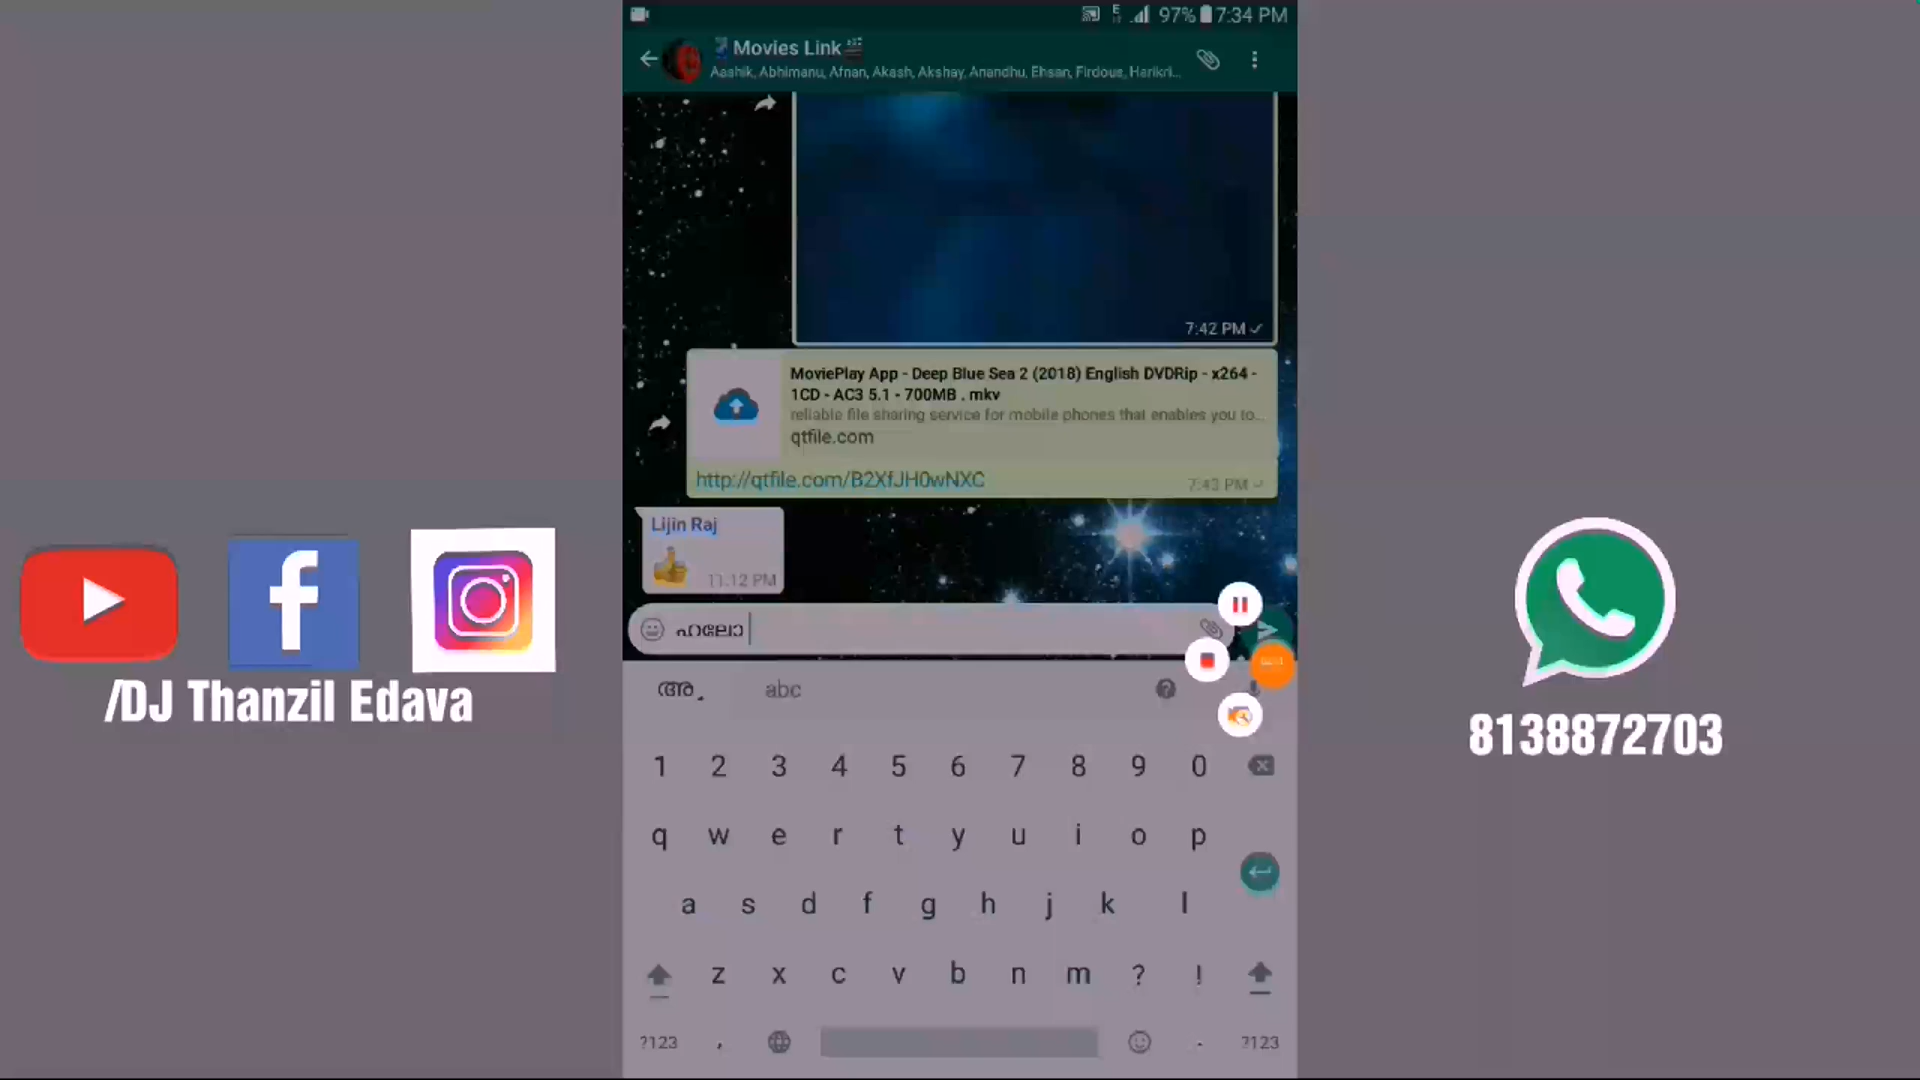 97% 7:34 PM
Movies Link
Aashik, Abhimanu, Afnan, Akash, Akshay, Anandhu, Ehsan, Firdous, Harikri...
7:42 PM
MoviePlay App - Deep Blue Sea 2 (2018) English DVDRip - x264 -
1CD - AC3 5.1 - 700MB . mkv
reliable file sharing service for mobile phones that enables you to...
qtfile.com
http://qtfile.com/B2XfJH0wNXC
7:43 PM
Lijin Raj
11:12 PM
ഹലോ
അ abc
1 2 3 4 5 6 7 8 9 0
q w e r t y u i o p
a s d f g h j k l
z x c v b n m ? !
?123 , . ?123
/DJ Thanzil Edava
8138872703